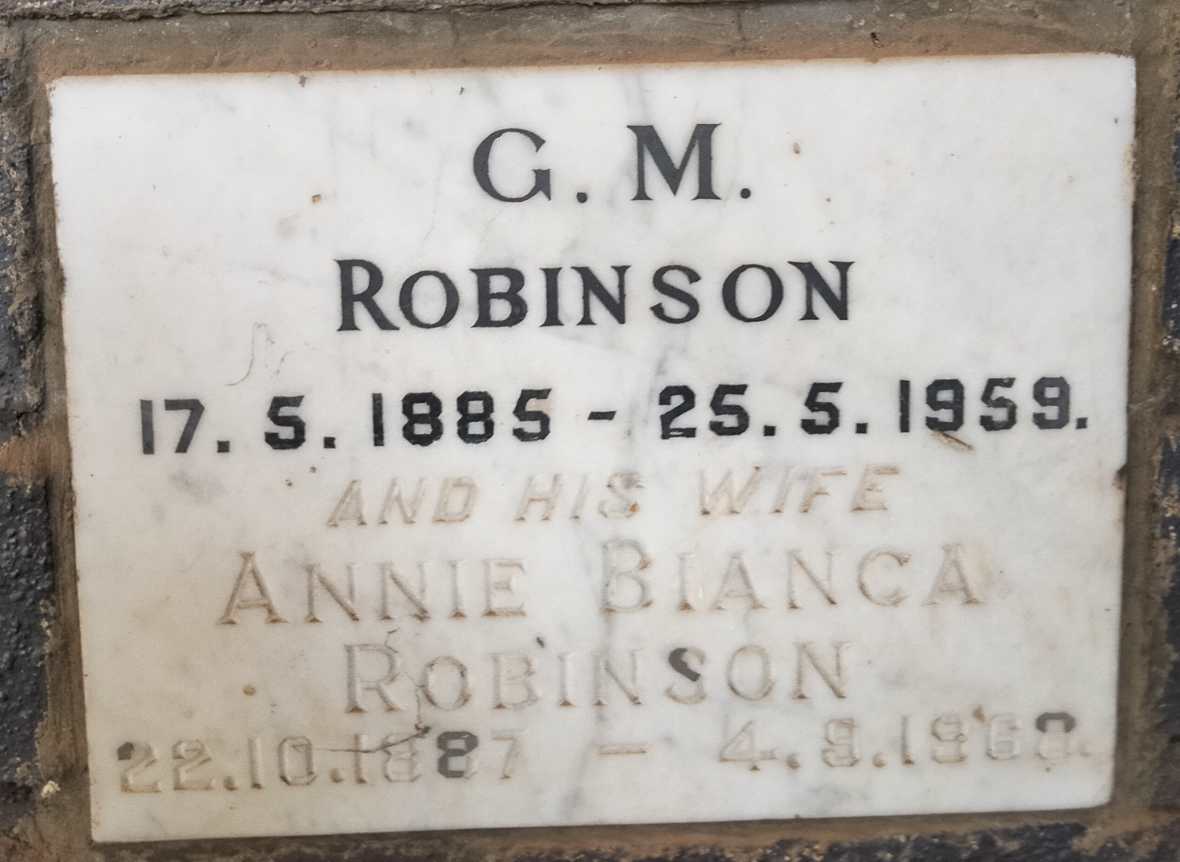 G. M.
ROBINSON
17. 5. 1885 - 25. 5. 1959.
AND HIS WIFE
ANNIE BIANCA
ROBINSON
22.10.1887 -